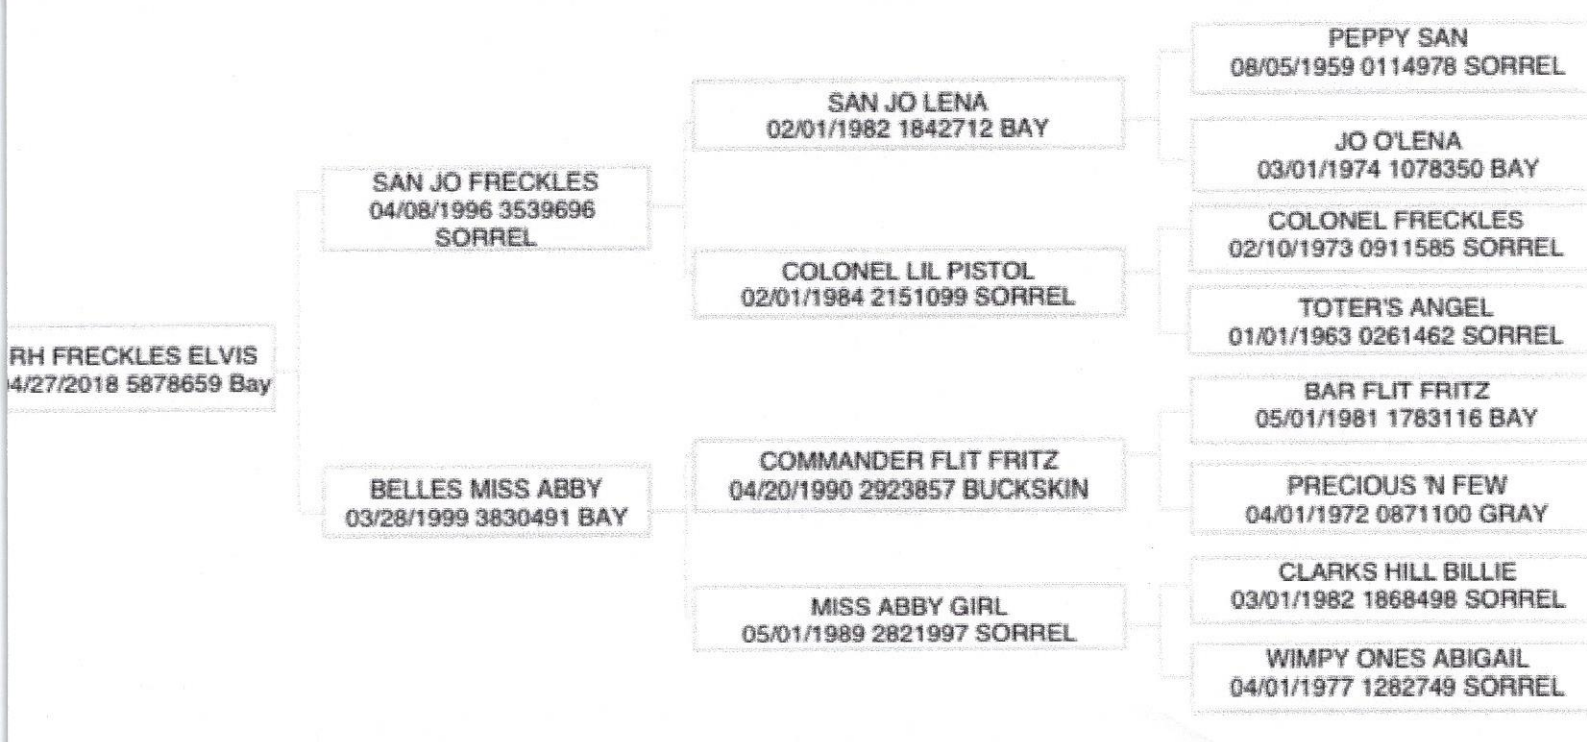 RH FRECKLES ELVIS
4/27/2018 5878659 Bay
SAN JO FRECKLES
04/08/1996 3539696
SORREL
BELLES MISS ABBY
03/28/1999 3830491 BAY
SAN JO LENA
02/01/1982 1842712 BAY
COLONEL LIL PISTOL
02/01/1984 2151099 SORREL
COMMANDER FLIT FRITZ
04/20/1990 2923857 BUCKSKIN
MISS ABBY GIRL
05/01/1989 2821997 SORREL
PEPPY SAN
08/05/1959 0114978 SORREL
JO O'LENA
03/01/1974 1078350 BAY
COLONEL FRECKLES
02/10/1973 0911585 SORREL
TOTER'S ANGEL
01/01/1963 0261462 SORREL
BAR FLIT FRITZ
05/01/1981 1783116 BAY
PRECIOUS 'N FEW
04/01/1972 0871100 GRAY
CLARKS HILL BILLIE
03/01/1982 1868498 SORREL
WIMPY ONES ABIGAIL
04/01/1977 1282749 SORREL